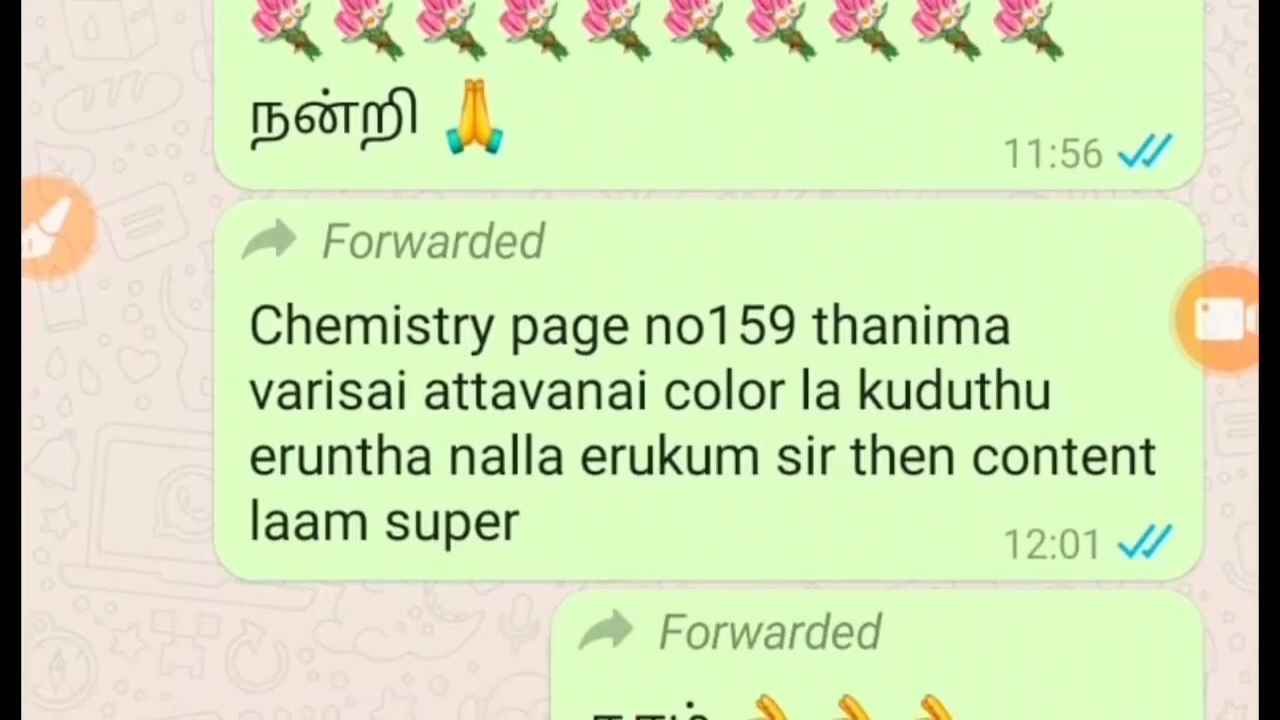 நன்றி 🙏
11:56
Forwarded
Chemistry page no159 thanima
varisai attavanai color la kuduthu
eruntha nalla erukum sir then content
laam super
12:01
Forwarded